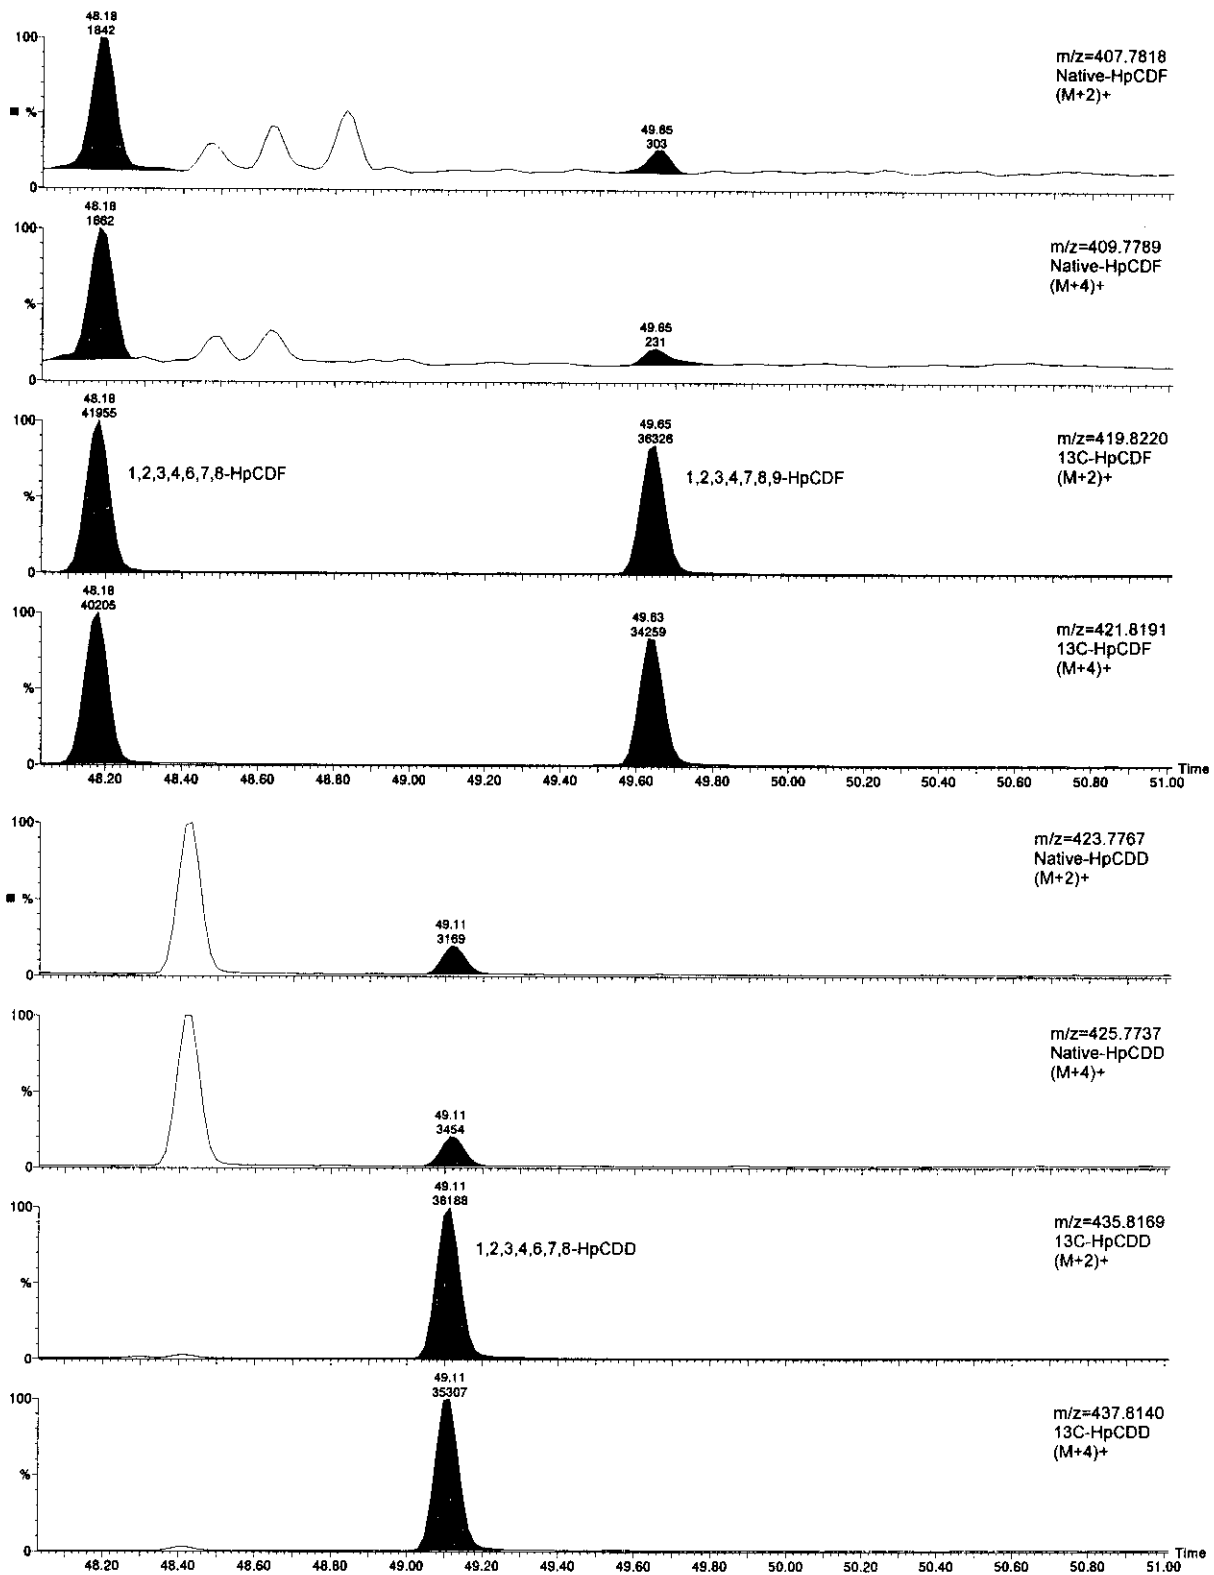 48.18
1842
100
%
0
49.65
303
m/z=407.7818
Native-HpCDF
(M+2)+
48.18
1662
100
%
0
49.65
231
m/z=409.7789
Native-HpCDF
(M+4)+
48.18
41955
100
%
0
1,2,3,4,6,7,8-HpCDF
49.65
36326
1,2,3,4,7,8,9-HpCDF
m/z=419.8220
13C-HpCDF
(M+2)+
48.18
40205
100
%
0
49.63
34259
m/z=421.8191
13C-HpCDF
(M+4)+
48.20 48.40 48.60 48.80 49.00 49.20 49.40 49.60 49.80 50.00 50.20 50.40 50.60 50.80 51.00 Time
100
%
0
49.11
3169
m/z=423.7767
Native-HpCDD
(M+2)+
100
%
0
49.11
3454
m/z=425.7737
Native-HpCDD
(M+4)+
49.11
38188
100
%
0
1,2,3,4,6,7,8-HpCDD
m/z=435.8169
13C-HpCDD
(M+2)+
49.11
35307
100
%
0
m/z=437.8140
13C-HpCDD
(M+4)+
48.20 48.40 48.60 48.80 49.00 49.20 49.40 49.60 49.80 50.00 50.20 50.40 50.60 50.80 51.00 Time